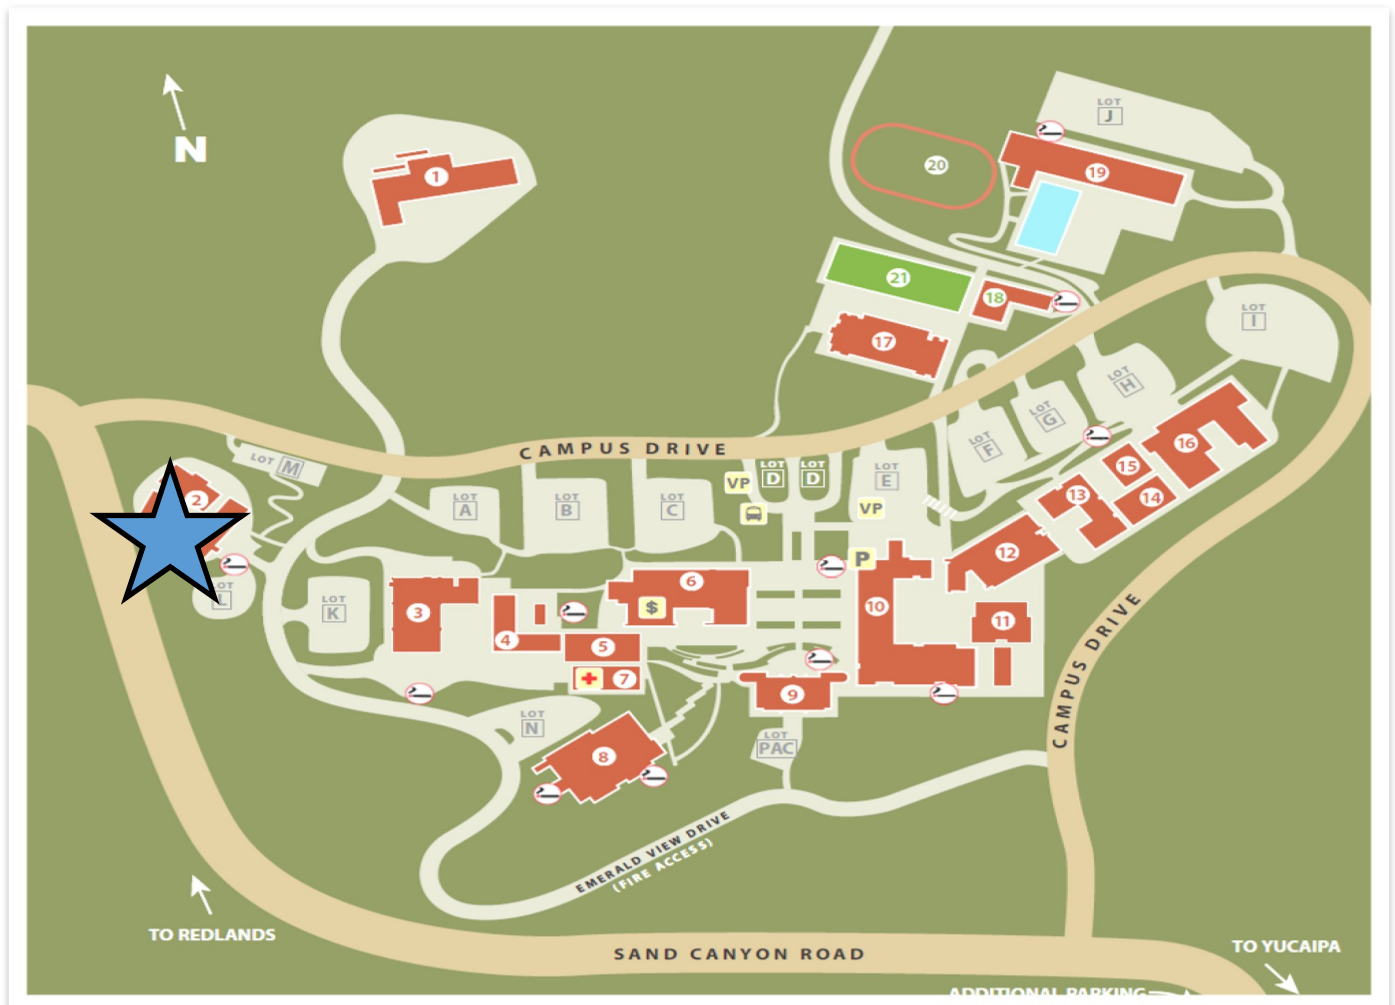 N
1
LOT
J
20
19
21
18
17
LOT
I
LOT
H
LOT
G
LOT
F
CAMPUS DRIVE
LOT M
2
LOT
A
LOT
B
LOT
C
VP
LOT
D
LOT
D
LOT
E
VP
16
15
14
13
12
P
LOT
K
3
4
5
6
$
7
10
11
9
LOT
N
8
LOT
PAC
CAMPUS DRIVE
EMERALD VIEW DRIVE
(FIRE ACCESS)
TO REDLANDS
SAND CANYON ROAD
TO YUCAIPA
ADDITIONAL PARKING